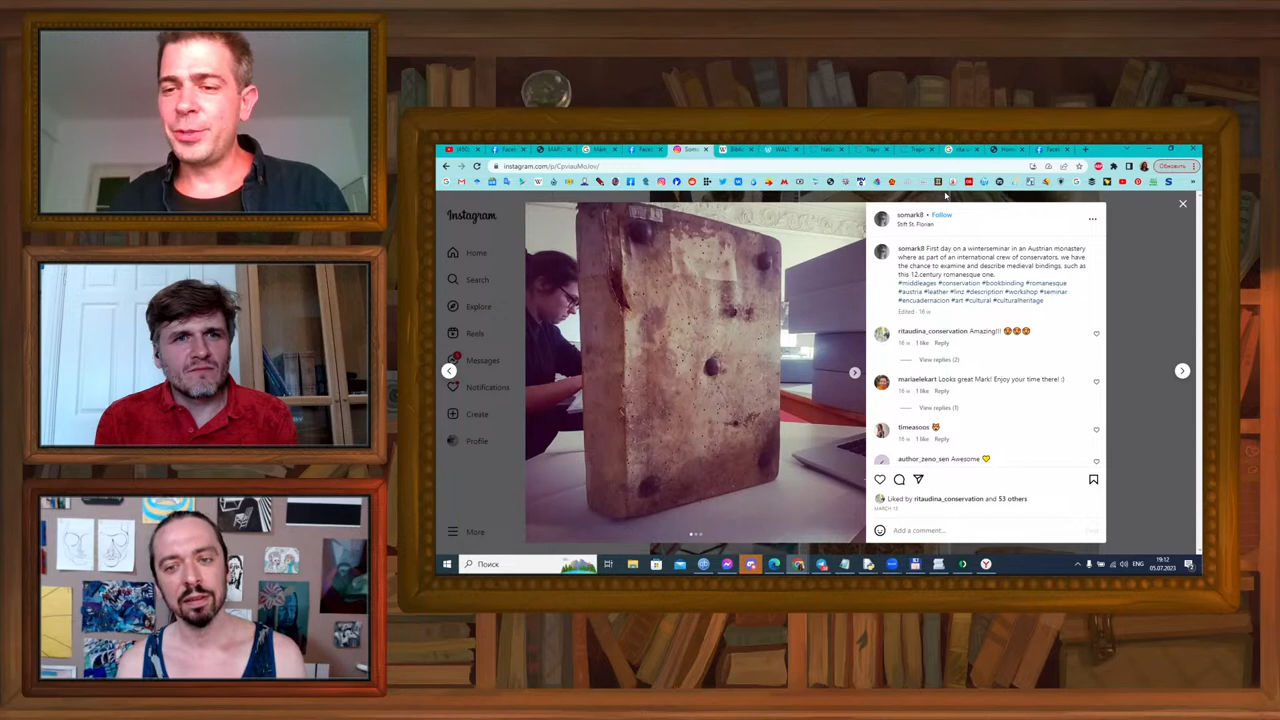 instagram.com/p/CpviauMoJov/
Обновить
Instagram
Home
Search
Explore
Reels
Messages
Notifications
Create
Profile
More
somark8 • Follow
Stift St. Florian
somark8 First day on a winterseminar in an Austrian monastery
where as part of an international crew of conservators, we have
the chance to examine and describe medieval bindings, such as
this 12.century romanesque one.
#middleages #conservation #bookbinding #romanesque
#austria #leather #linz #description #workshop #seminar
#encuadernacion #art #cultural #culturalheritage
Edited · 16 w
ritaudina_conservation Amazing!!! 😍😍😍
16 w 1 like Reply
View replies (2)
mariaelekart Looks great Mark! Enjoy your time there! :)
16 w 1 like Reply
View replies (1)
timeasoos
16 w 1 like Reply
author_zeno_sen Awesome 💛
Liked by ritaudina_conservation and 53 others
MARCH 13
Add a comment...
Поиск
ENG
19:12
05.07.2023